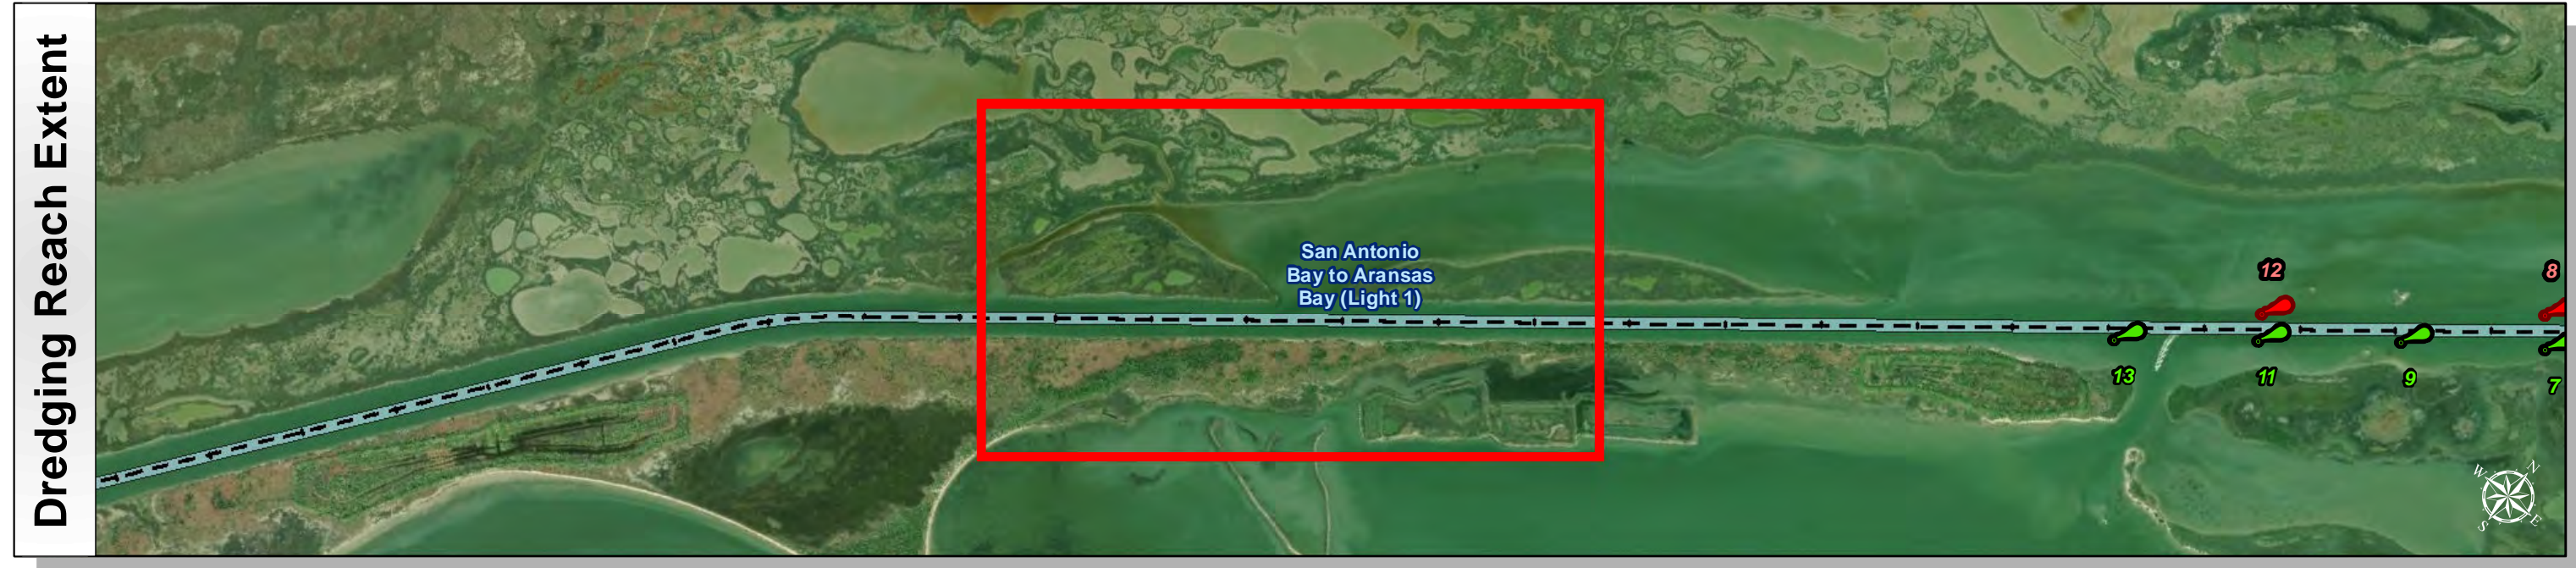 Dredging Reach Extent
San Antonio
Bay to Aransas
Bay (Light 1)
12
8
13
11
9
7
W
N
S
E